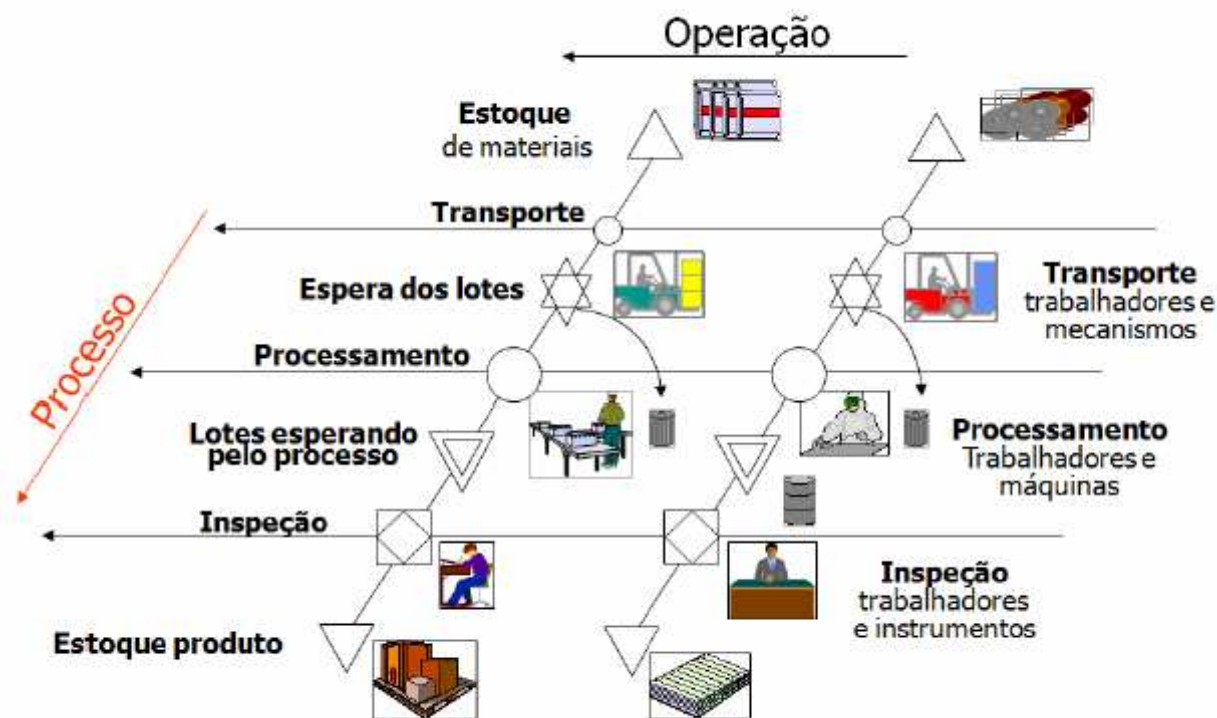 Operação
Estoque
de materiais
Transporte
Espera dos lotes
Transporte
trabalhadores e
mecanismos
Processo
Processamento
Lotes esperando
pelo processo
Processamento
Trabalhadores e
máquinas
Inspeção
Inspeção
trabalhadores
e instrumentos
Estoque produto